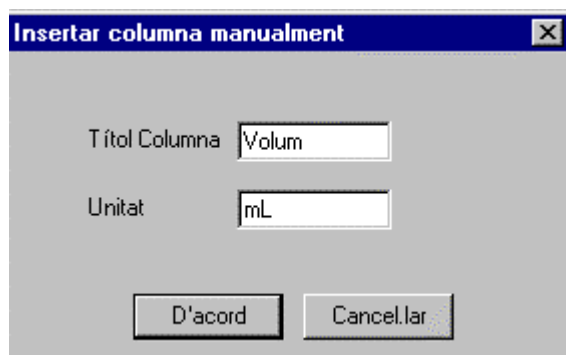 Insertar columna manualment
Títol Columna Volum
Unitat mL
D'acord Cancel.lar